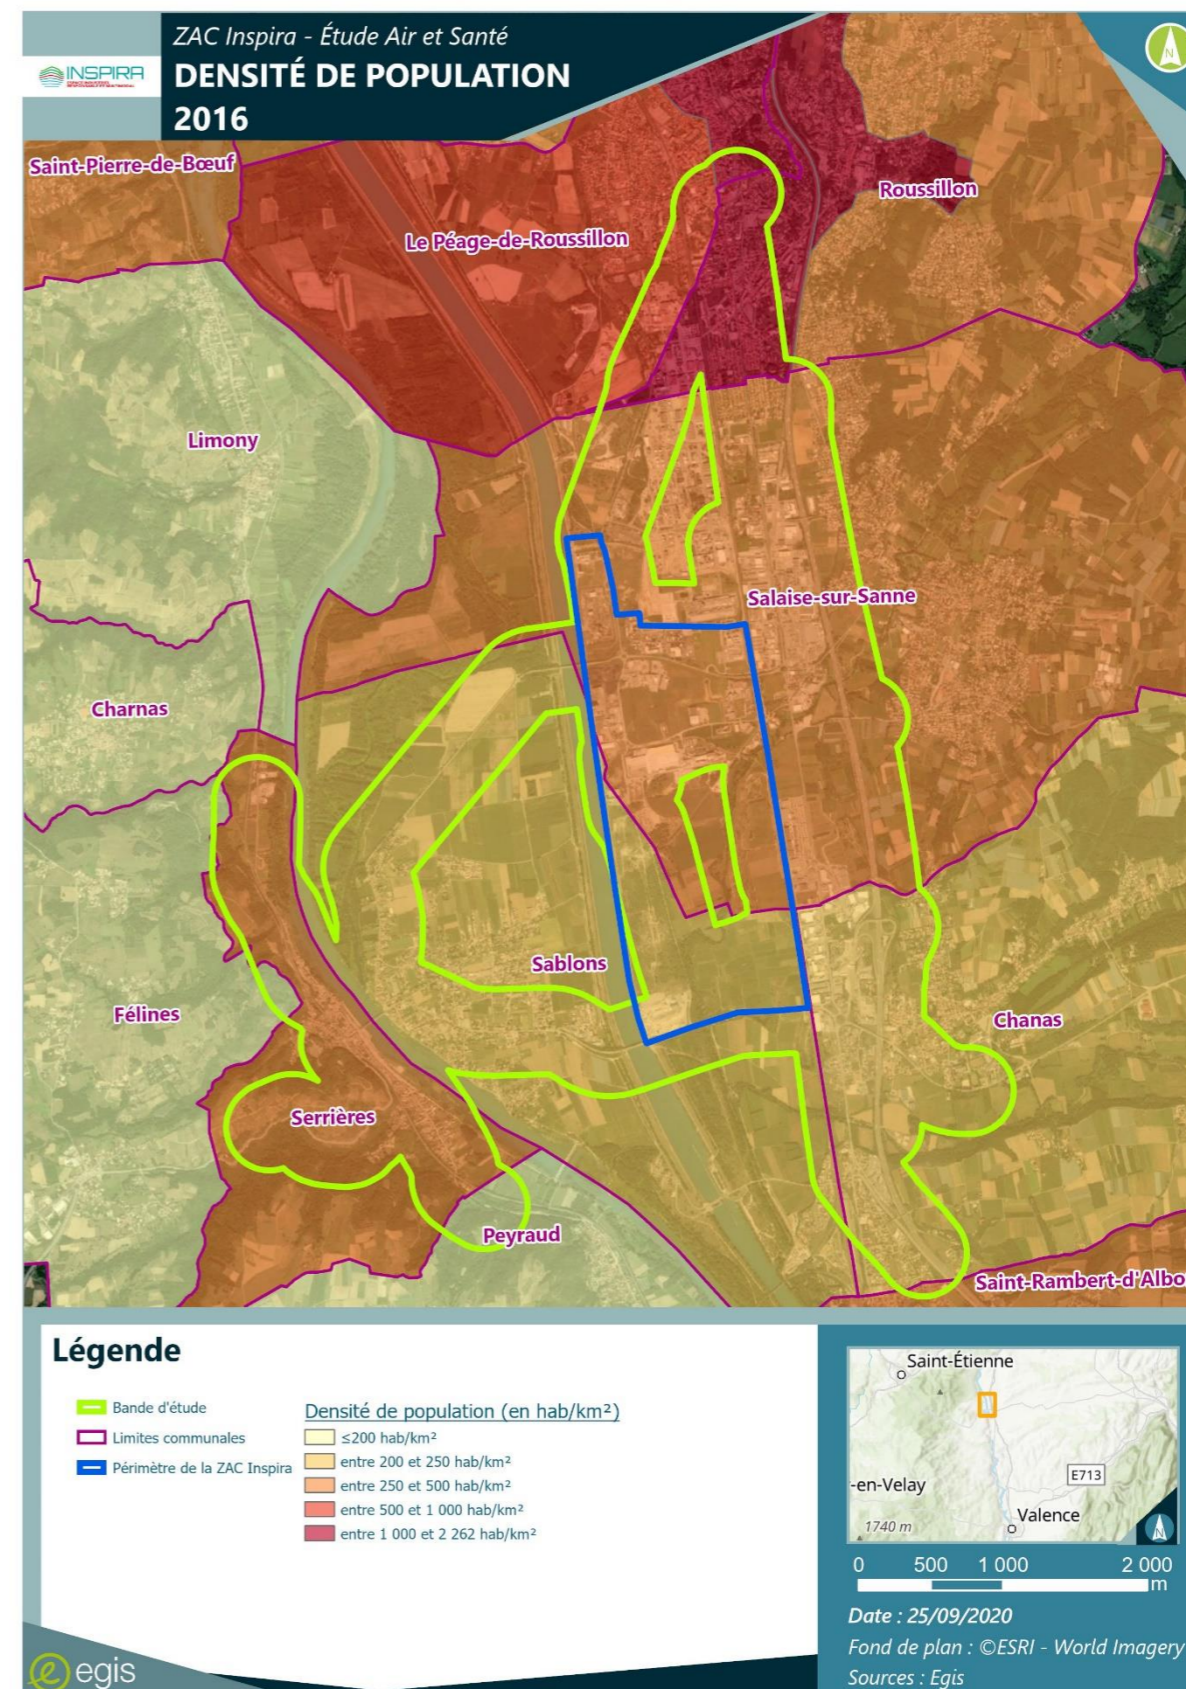 ZAC Inspira - Étude Air et Santé
INSPIRA
DENSITÉ DE POPULATION
2016
N
Saint-Pierre-de-Bœuf
Roussillon
Le Péage-de-Roussillon
Limony
Salaise-sur-Sanne
Charnas
Sablons
Félines
Chanas
Serrières
Peyraud
Saint-Rambert-d'Albo
Légende
Bande d'étude
Limites communales
Périmètre de la ZAC Inspira
Densité de population (en hab/km²)
≤200 hab/km²
entre 200 et 250 hab/km²
entre 250 et 500 hab/km²
entre 500 et 1 000 hab/km²
entre 1 000 et 2 262 hab/km²
Saint-Étienne
-en-Velay
E713
1740 m
Valence
N
0 500 1 000 2 000
m
Date : 25/09/2020
Fond de plan : ©ESRI - World Imagery
Sources : Egis
egis